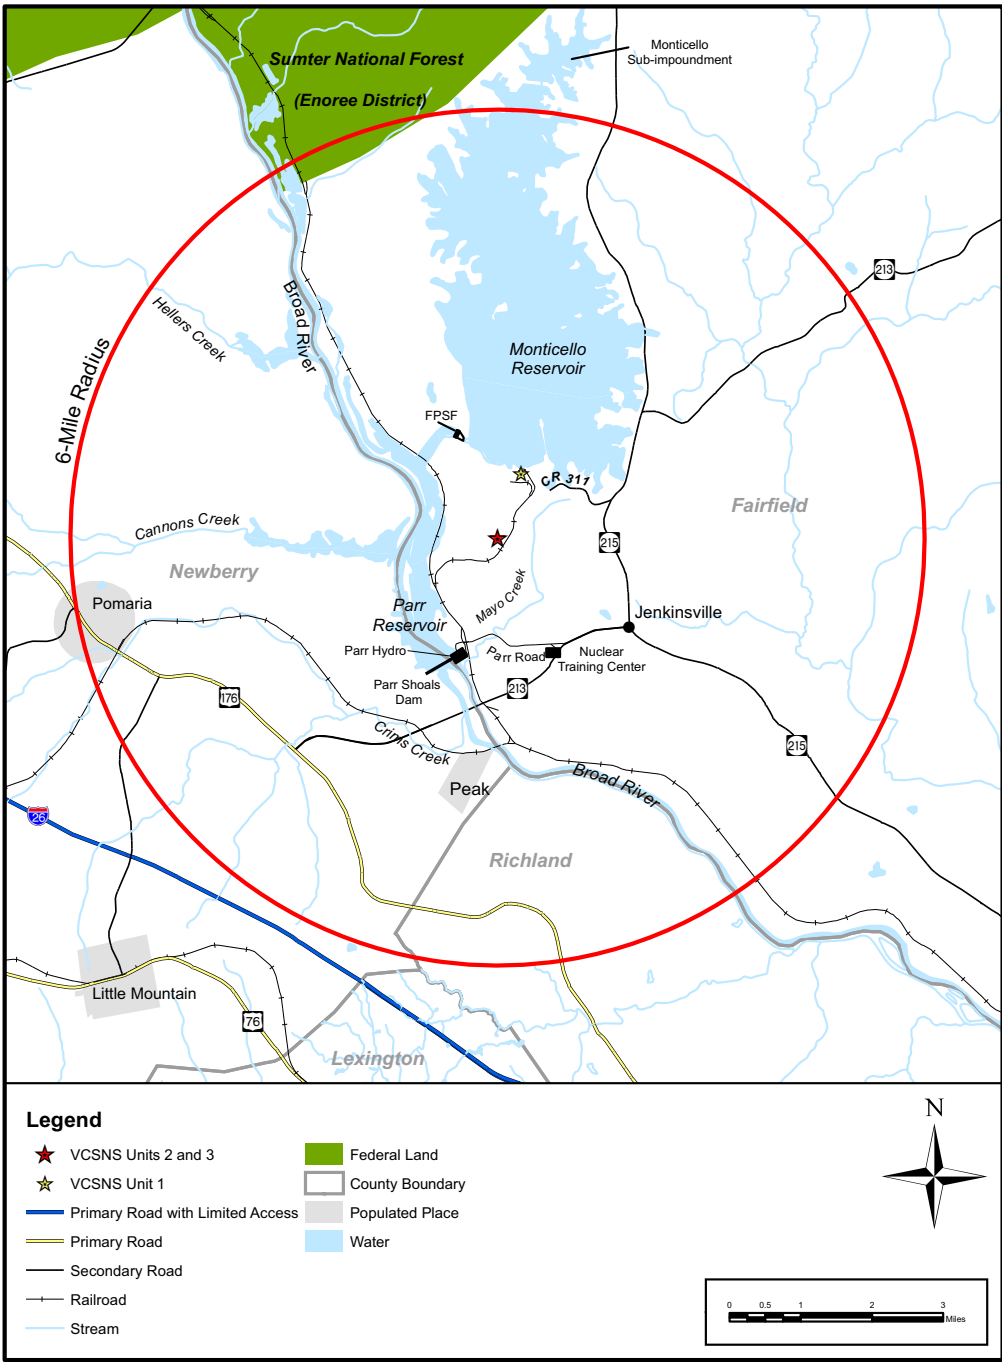 Sumter National Forest
(Enoree District)
Monticello
Sub-impoundment
213
Hellers Creek
Broad River
6-Mile Radius
Monticello
Reservoir
FPSF
CR 311
Fairfield
Cannons Creek
215
Newberry
Pomaria
Mayo Creek
Parr
Reservoir
Jenkinsville
Parr Hydro
Parr Road
Nuclear
Training Center
Parr Shoals
Dam
213
176
Crims Creek
215
Peak
Broad River
26
Richland
Little Mountain
76
Lexington
Legend
VCSNS Units 2 and 3
VCSNS Unit 1
Primary Road with Limited Access
Primary Road
Secondary Road
Railroad
Stream
Federal Land
County Boundary
Populated Place
Water
N
0 0.5 1 2 3
Miles